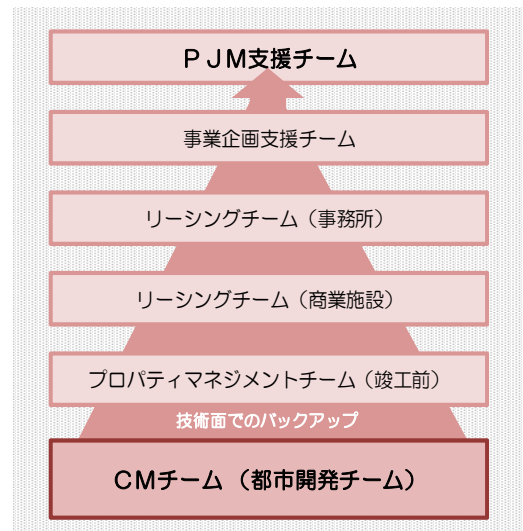 ＰＪＭ支援チーム
事業企画支援チーム
リーシングチーム（事務所）
リーシングチーム（商業施設）
プロパティマネジメントチーム（竣工前）
技術面でのバックアップ
ＣＭチーム（都市開発チーム）